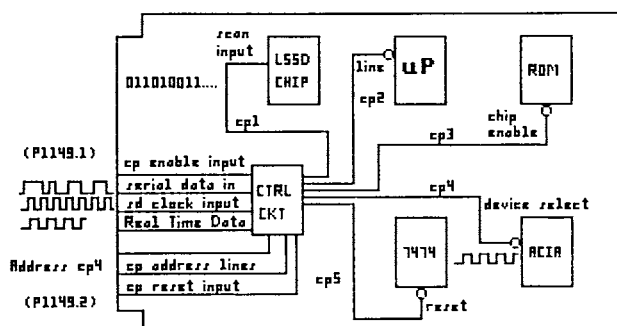 scan
input
LSSD
CHIP
line
uP
ROM
011010011....
cp1
cp2
chip
enable
cp3
(P1149.1)
cp enable input
serial data in
sd clock input
Real Time Data
CTRL
CKT
cp4
device select
7474
ACIA
Address cp4
cp address lines
cp reset input
cp5
reset
(P1149.2)